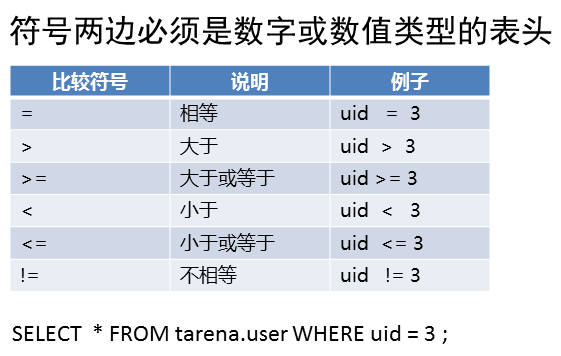 符号两边必须是数字或数值类型的表头
比较符号 说明 例子
= 相等 uid = 3
> 大于 uid > 3
>= 大于或等于 uid >= 3
< 小于 uid < 3
<= 小于或等于 uid <= 3
!= 不相等 uid != 3
SELECT * FROM tarena.user WHERE uid = 3 ;